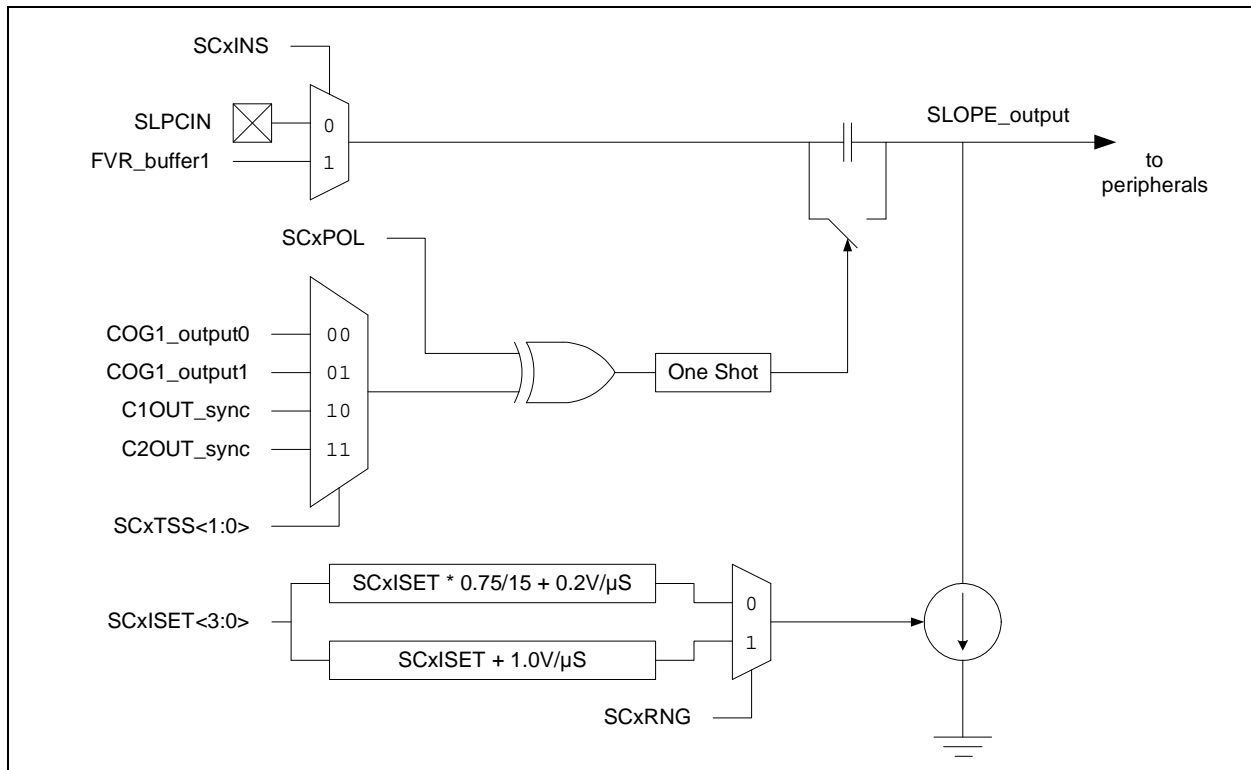 SCxINS
SLPCIN
0
FVR_buffer1
1
SLOPE_output
to
peripherals
SCxPOL
COG1_output0
00
COG1_output1
01
One Shot
C1OUT_sync
10
C2OUT_sync
11
SCxTSS<1:0>
SCxISET * 0.75/15 + 0.2V/µS
0
SCxISET<3:0>
1
SCxISET + 1.0V/µS
SCxRNG